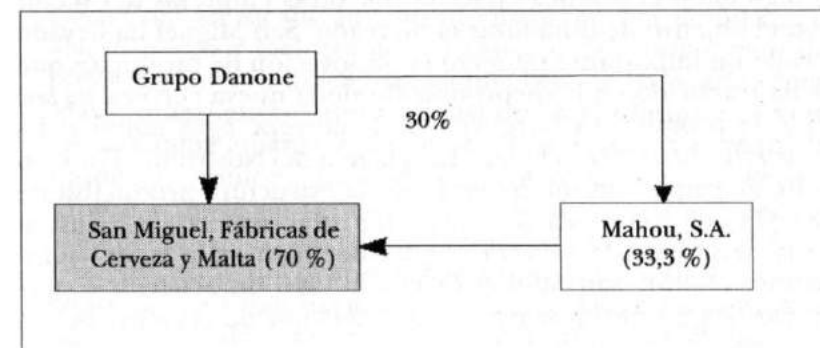 Grupo Danone
30%
San Miguel, Fábricas de
Cerveza y Malta (70 %)
Mahou, S.A.
(33,3 %)